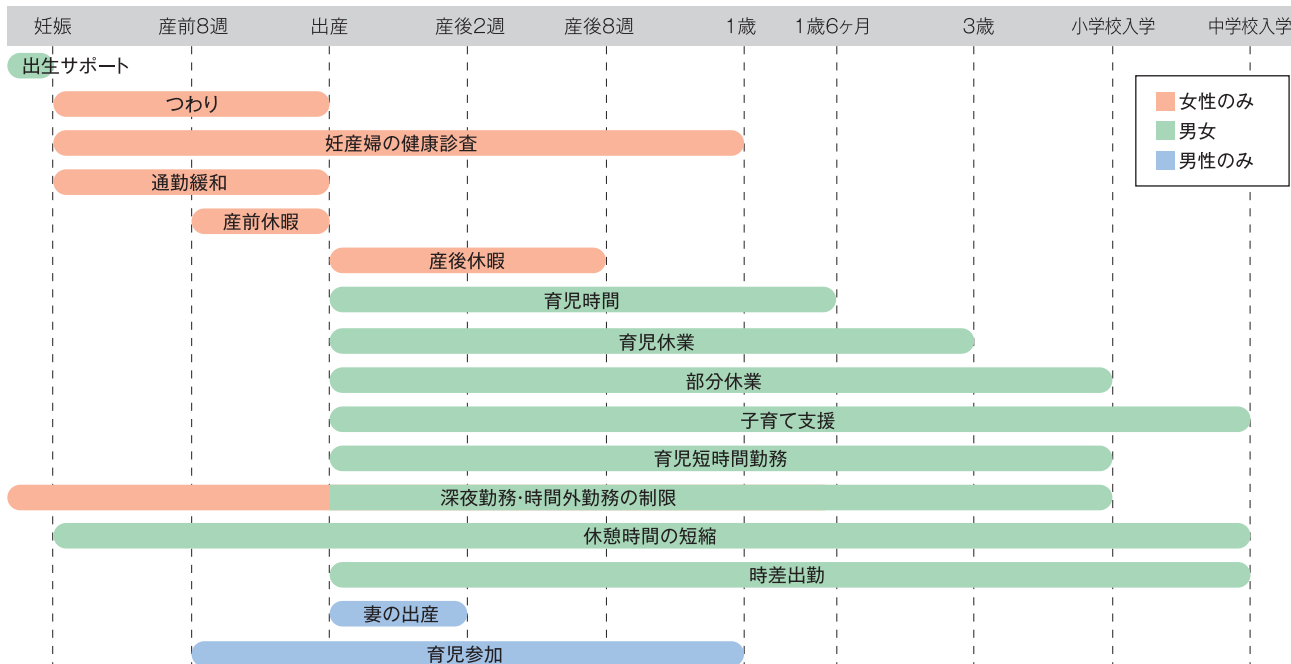 妊娠 産前8週 出産 産後2週 産後8週 1歳 1歳6ヶ月 3歳 小学校入学 中学校入学
出生サポート
つわり
妊産婦の健康診査
通勤緩和
産前休暇
産後休暇
育児時間
育児休業
部分休業
子育て支援
育児短時間勤務
深夜勤務・時間外勤務の制限
休憩時間の短縮
時差出勤
妻の出産
育児参加
女性のみ
男女
男性のみ